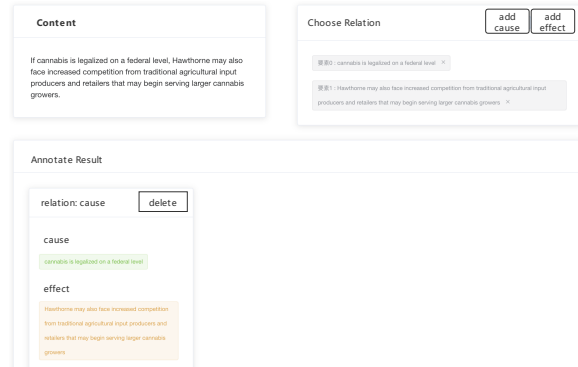 Content
If cannabis is legalized on a federal level, Hawthorne may also
face increased competition from traditional agricultural input
producers and retailers that may begin serving larger cannabis
growers.
Choose Relation
add cause
add effect
要素0 : cannabis is legalized on a federal level ×
要素1 : Hawthorne may also face increased competition from traditional agricultural input
producers and retailers that may begin serving larger cannabis growers ×
Annotate Result
relation: cause
delete
cause
cannabis is legalized on a federal level
effect
Hawthorne may also face increased competition
from traditional agricultural input producers and
retailers that may begin serving larger cannabis
growers